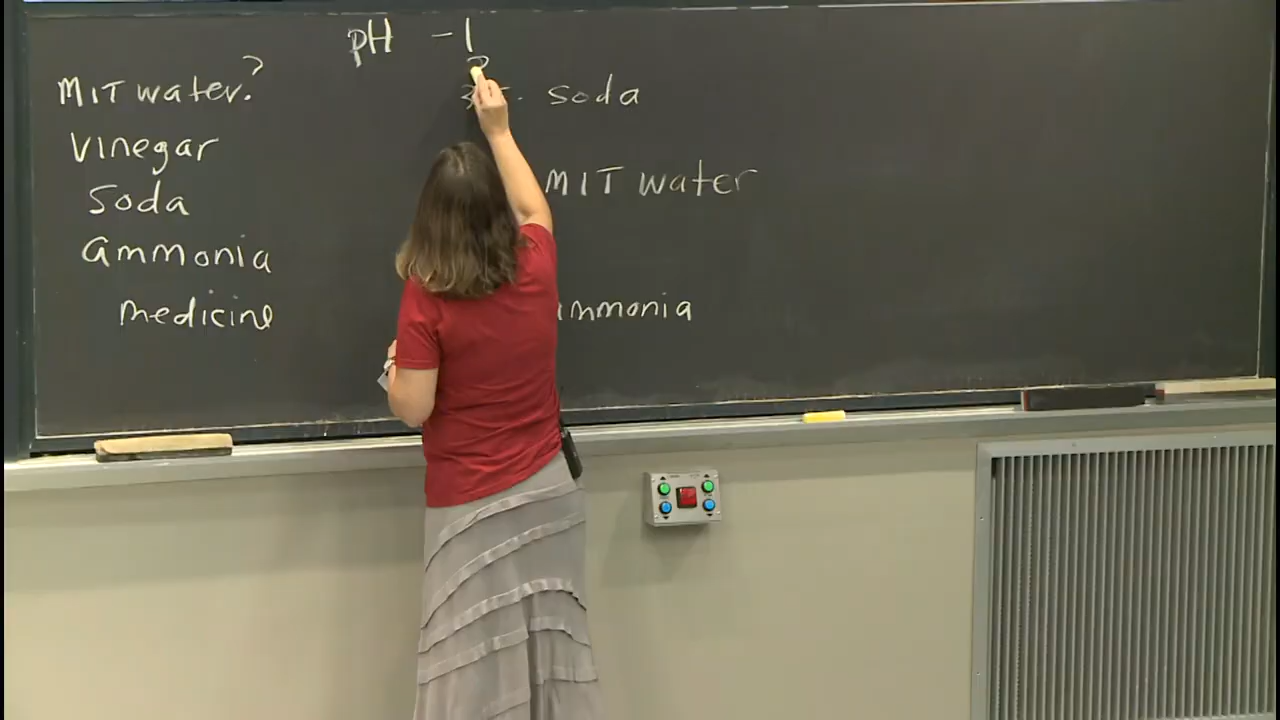 pH -1
MIT water?
vinegar
soda
ammonia
medicine
soda
MIT water
mmonia